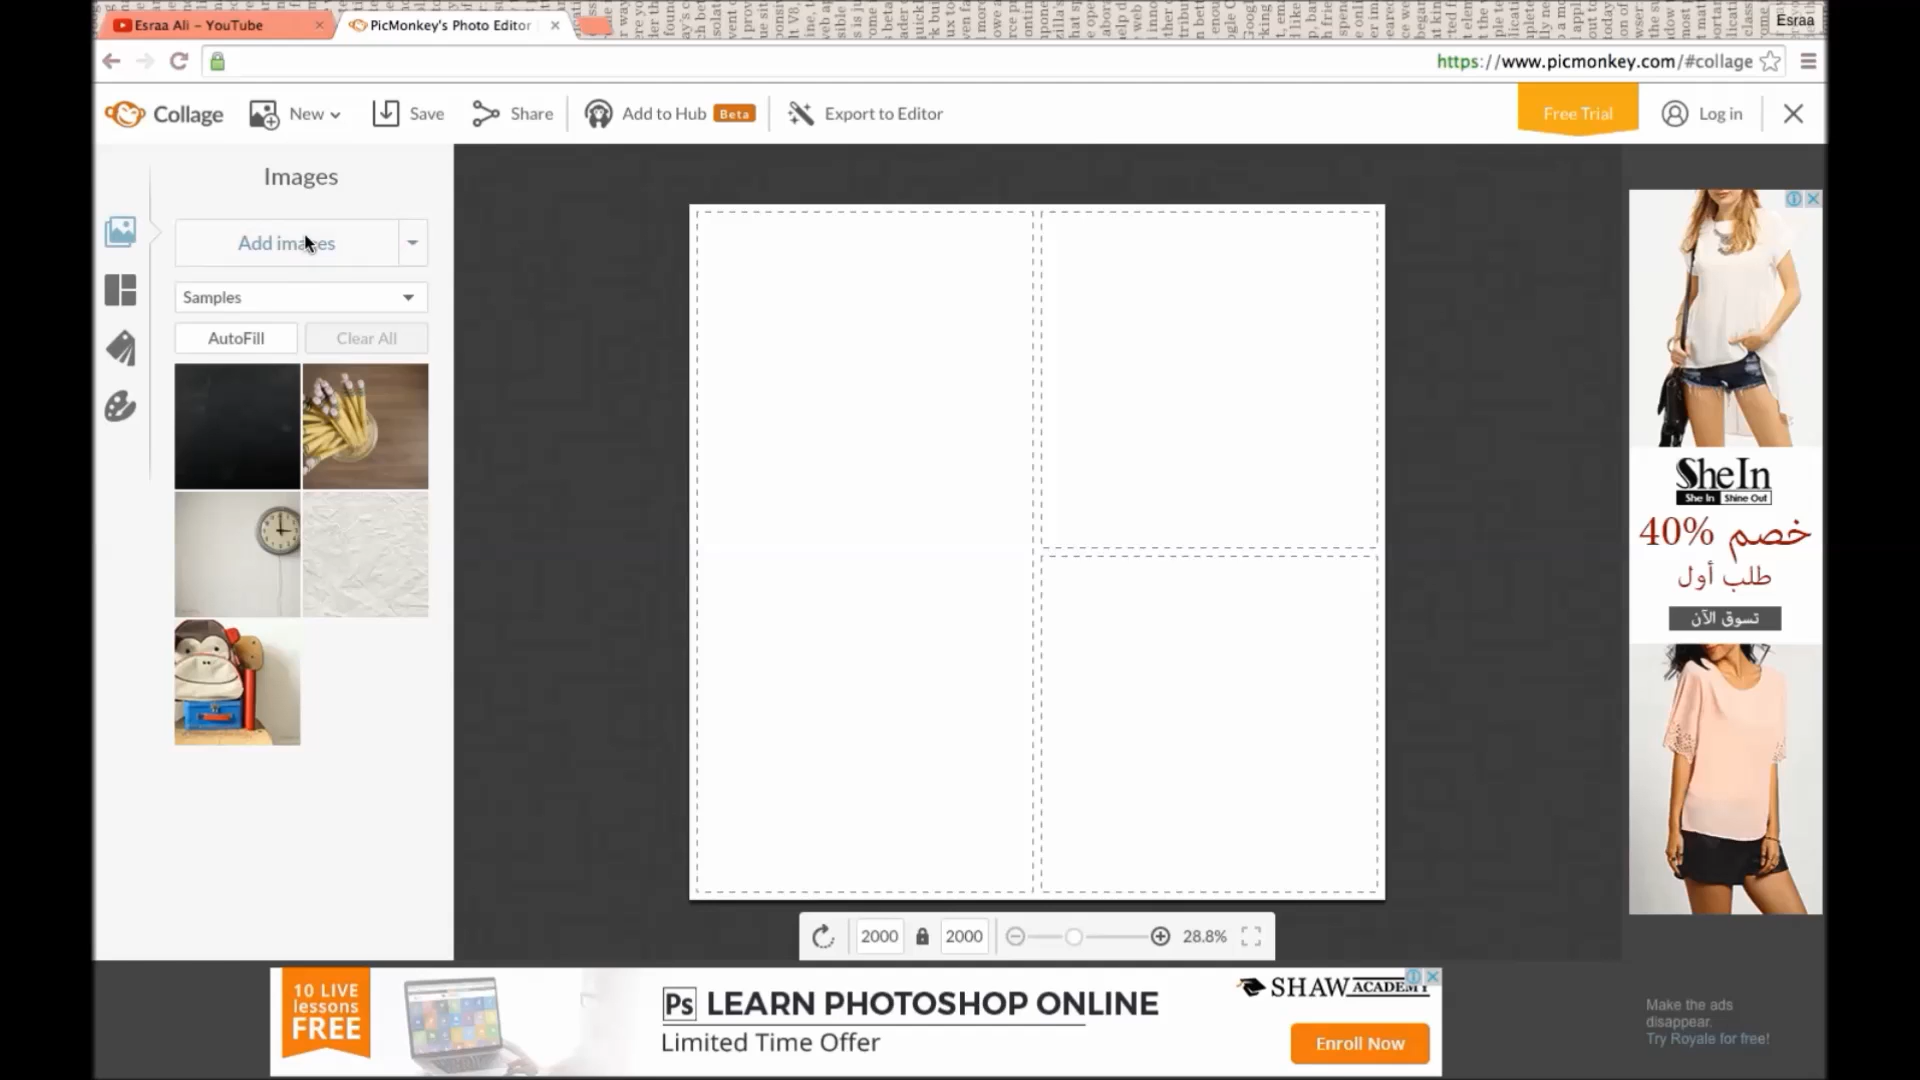 Esraa Ali - YouTube
PicMonkey's Photo Editor
Esraa
https://www.picmonkey.com/#collage
Collage
New
Save
Share
Add to Hub
Beta
Export to Editor
Free Trial
Log in
Images
Add images
Samples
AutoFill
Clear All
SheIn
She In Shine Out
خصم 40%
طلب أول
تسوق الآن
2000
2000
28.8%
10 LIVE
lessons
FREE
Ps LEARN PHOTOSHOP ONLINE
Limited Time Offer
SHAW ACADEMY
Enroll Now
Make the ads
disappear.
Try Royale for free!